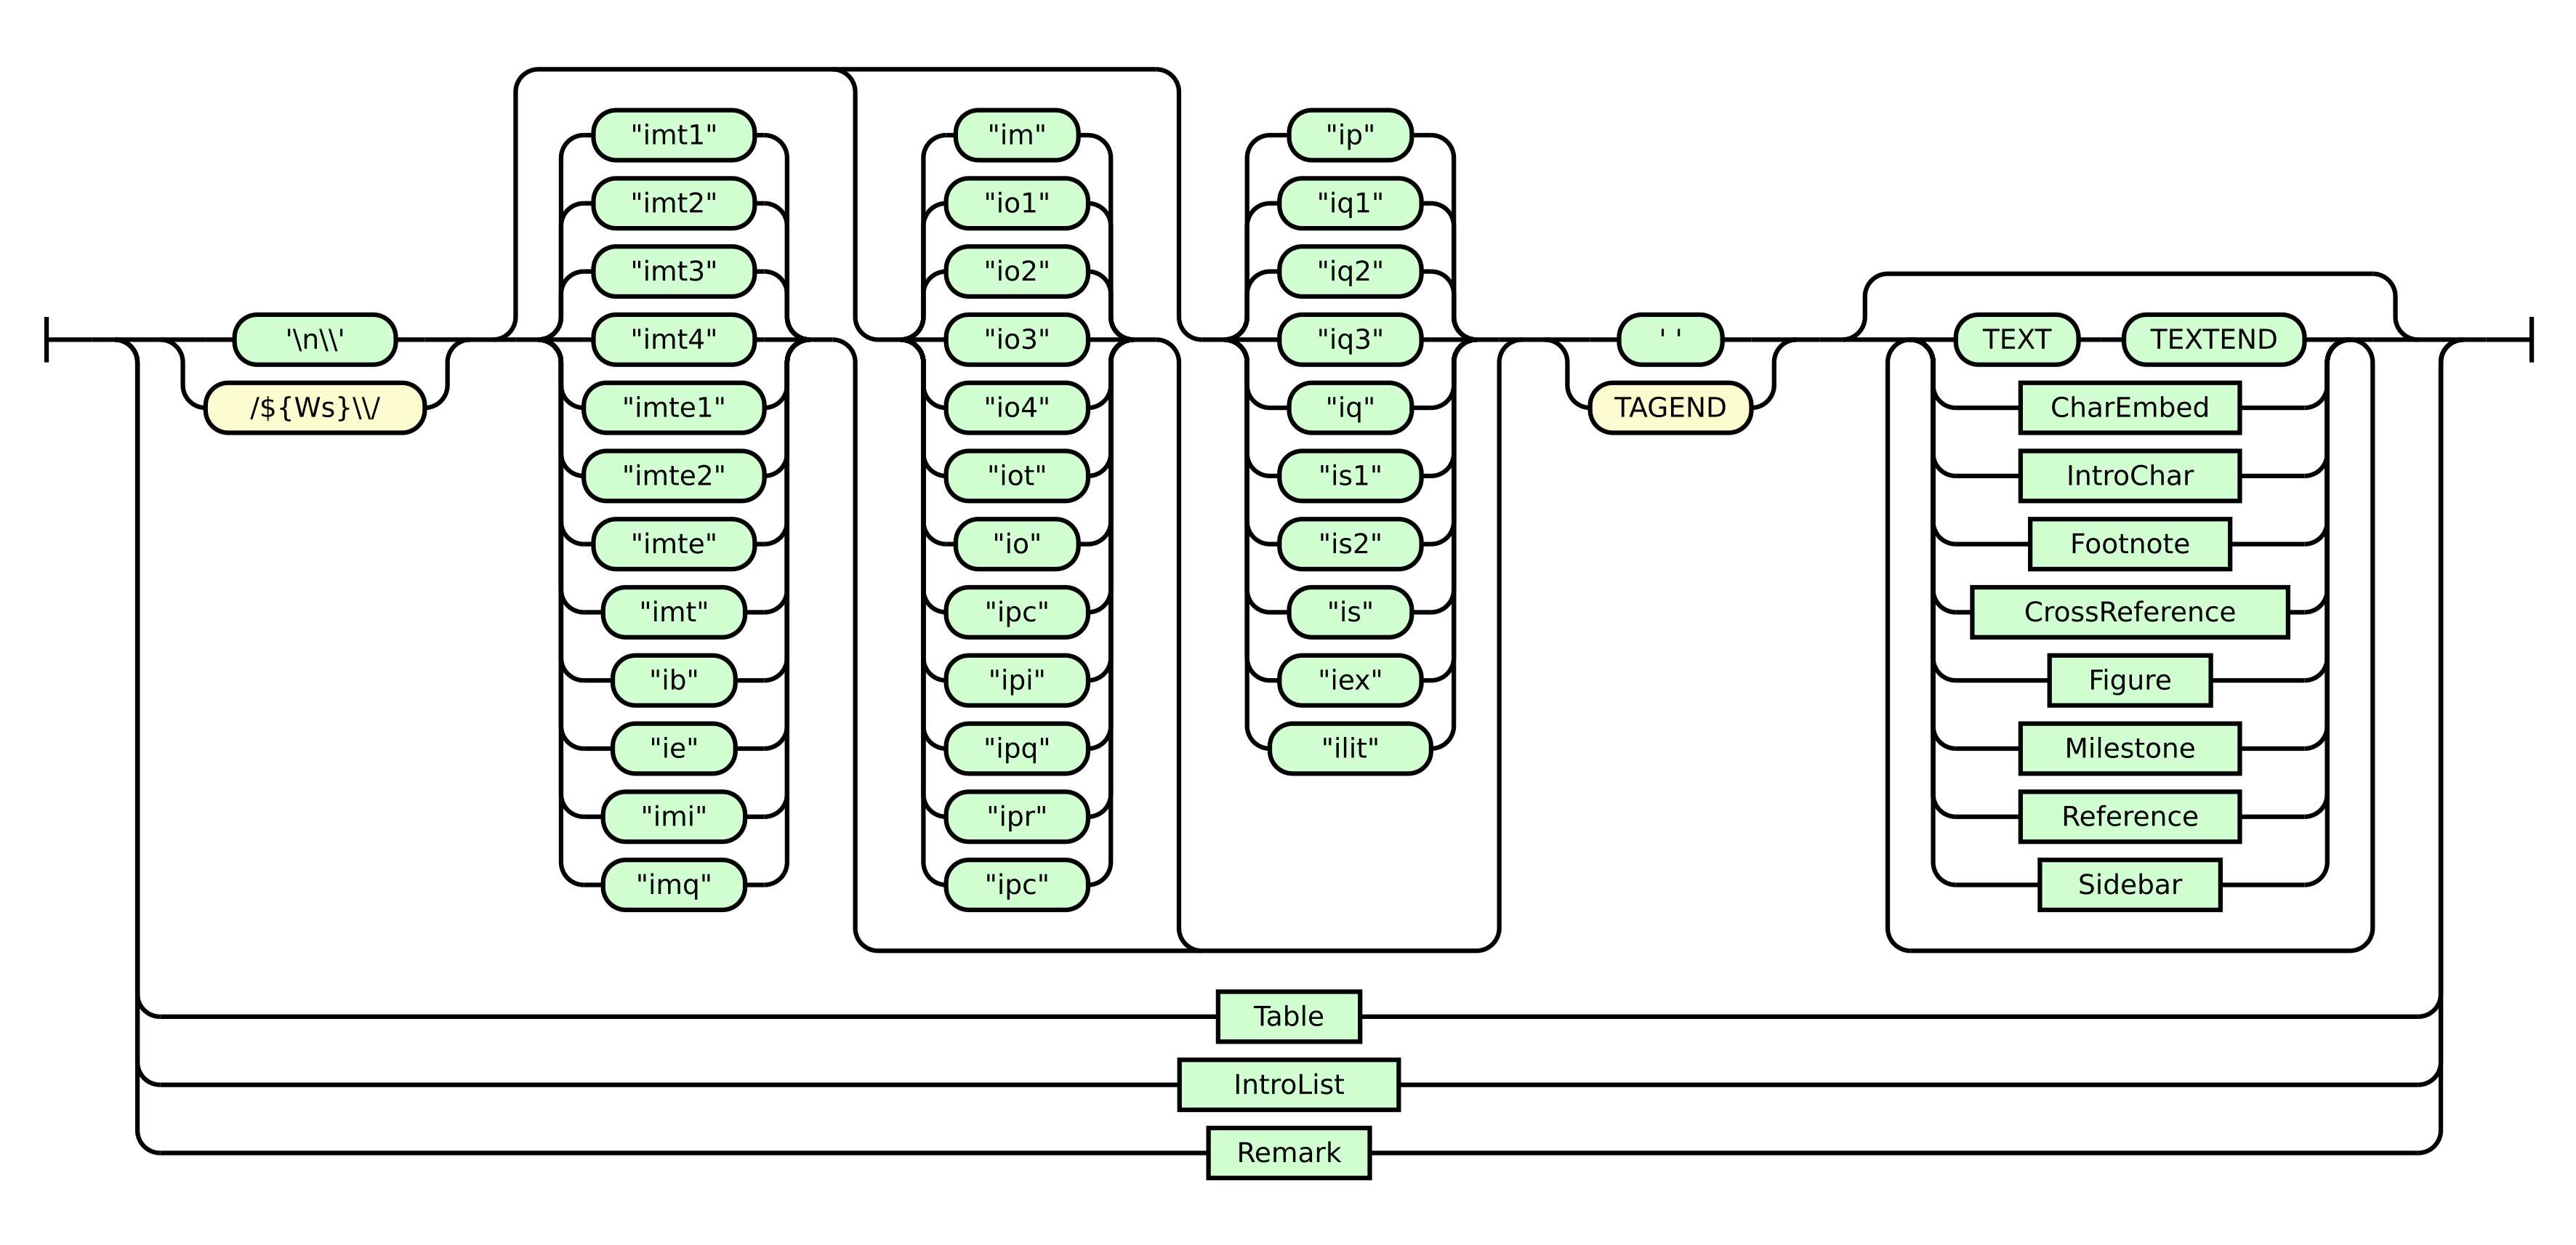 '\n\\'
/${Ws}\\/
"imt1"
"imt2"
"imt3"
"imt4"
"imte1"
"imte2"
"imte"
"imt"
"ib"
"ie"
"imi"
"imq"
"im"
"io1"
"io2"
"io3"
"io4"
"iot"
"io"
"ipc"
"ipi"
"ipq"
"ipr"
"ipc"
"ip"
"iq1"
"iq2"
"iq3"
"iq"
"is1"
"is2"
"is"
"iex"
"ilit"
' '
TAGEND
TEXT TEXTEND
CharEmbed
IntroChar
Footnote
CrossReference
Figure
Milestone
Reference
Sidebar
Table
IntroList
Remark